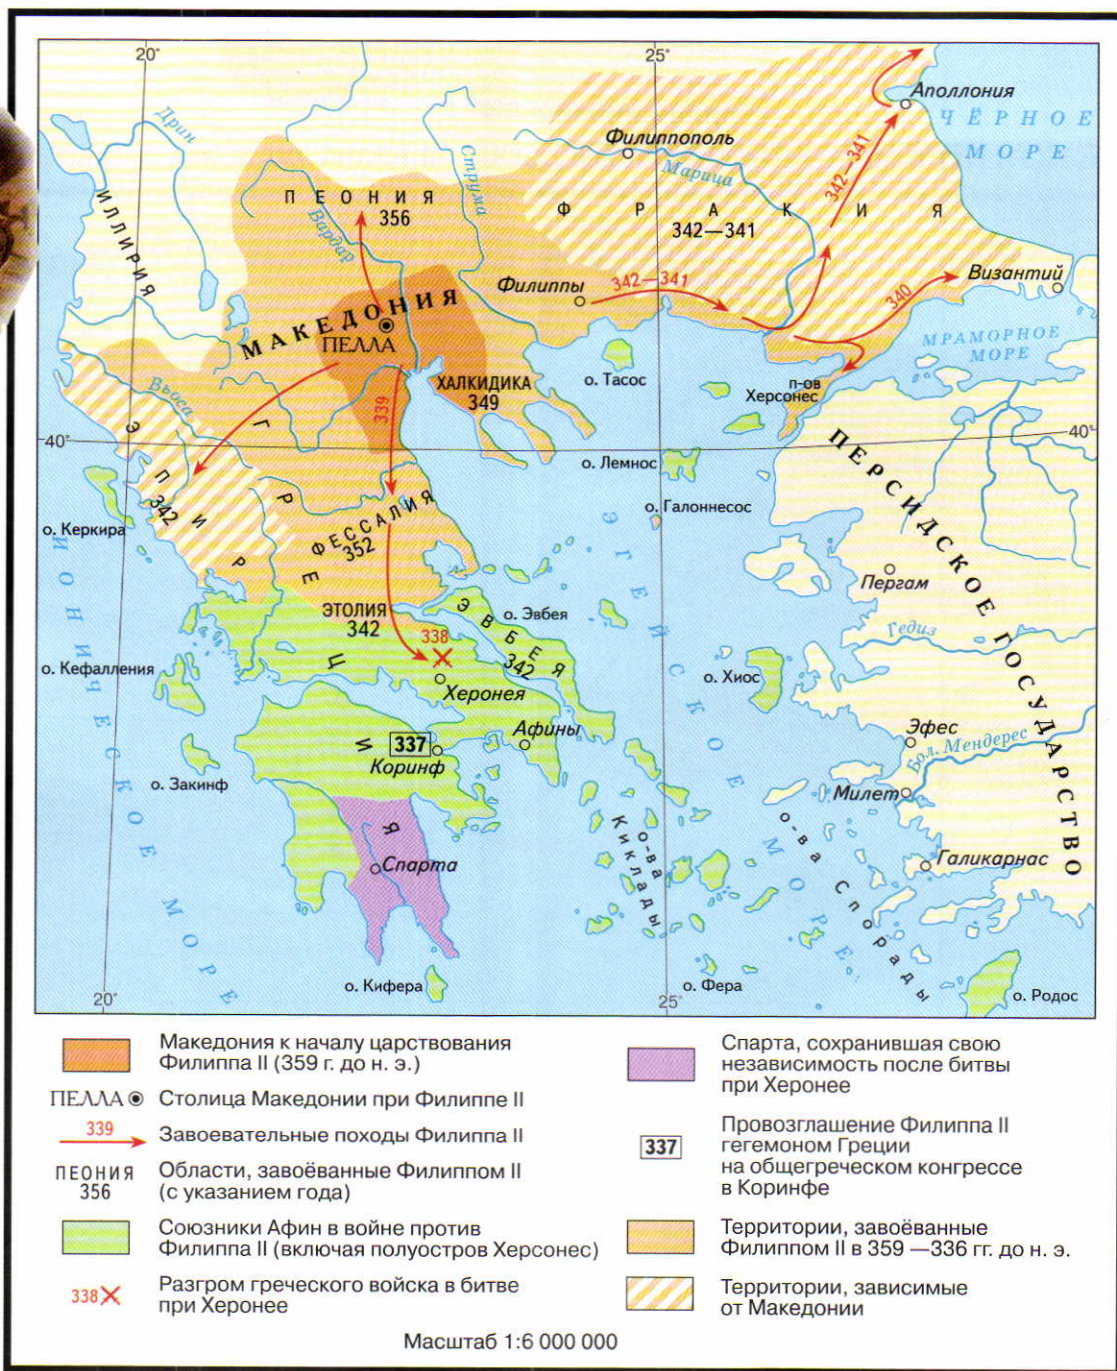 20°
25°
Аполлония
ЧЁРНОЕ
МОРЕ
Дрин
Филиппополь
Марица
Струма
ИЛЛИРИЯ
ПЕОНИЯ
356
Вардар
ФРАКИЯ
342—341
342—341
Филиппы
342—341
Византий
340
МАКЕДОНИЯ
ПЕЛЛА
МРАМОРНОЕ
МОРЕ
ХАЛКИДИКА
349
о. Тасос
п-ов
Херсонес
Вьоса
339
40°
40°
ЭПИР
342
о. Лемнос
ПЕРСИДСКОЕ ГОСУДАРСТВО
о. Галоннесос
о. Керкира
ФЕССАЛИЯ
352
ГРЕЦИЯ
Пергам
ЭТОЛИЯ
342
ЭВБЕЯ
342
о. Эвбея
ЭГЕЙСКОЕ МОРЕ
Гедиз
338
о. Кефалления
Херонея
о. Хиос
ИОНИЧЕСКОЕ МОРЕ
337
Коринф
Афины
Эфес
Бол. Мендерес
о. Закинф
Милет
Спарта
о-ва
Киклады
о-ва Спорады
Галикарнас
о. Кифера
о. Фера
о. Родос
20°
25°
Македония к началу царствования
Филиппа II (359 г. до н. э.)
ПЕЛЛА Столица Македонии при Филиппе II
339
Завоевательные походы Филиппа II
ПЕОНИЯ
356
Области, завоёванные Филиппом II
(с указанием года)
Союзники Афин в войне против
Филиппа II (включая полуостров Херсонес)
338 Разгром греческого войска в битве
при Херонее
Спарта, сохранившая свою
независимость после битвы
при Херонее
337
Провозглашение Филиппа II
гегемоном Греции
на общегреческом конгрессе
в Коринфе
Территории, завоёванные
Филиппом II в 359 —336 гг. до н. э.
Территории, зависимые
от Македонии
Масштаб 1:6 000 000